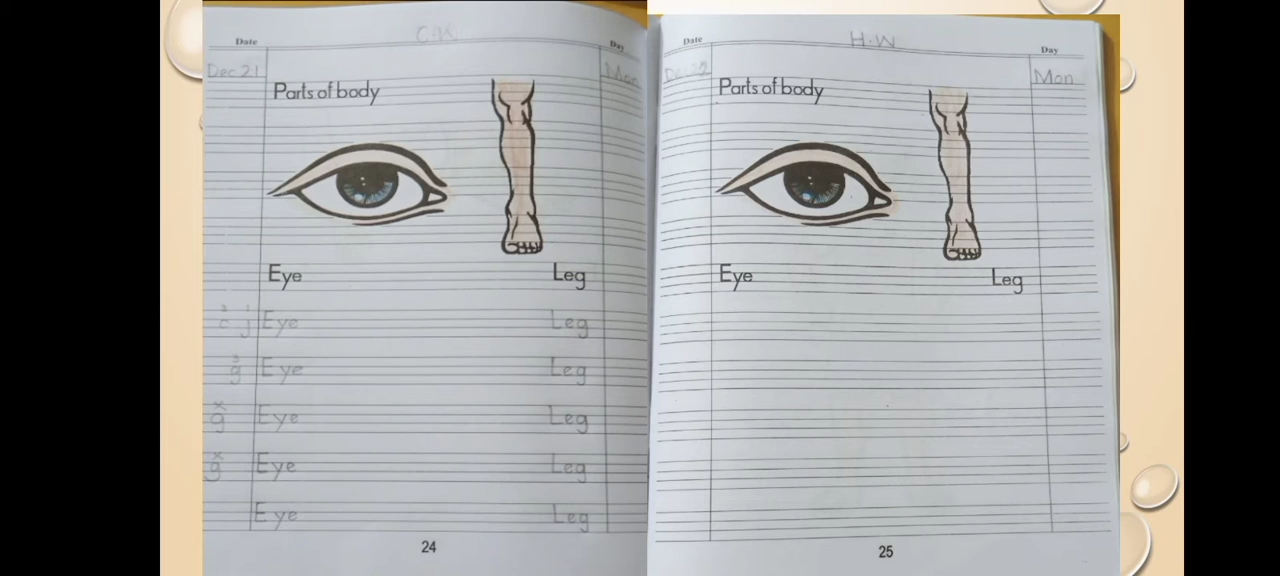 Date C.W Day
Dec 21 Mon
Parts of body
Eye Leg
Eye Leg
Eye Leg
g
Eye Leg
g
Eye Leg
g
Eye Leg
24
Date H.W Day
Mon
Parts of body
Eye Leg
25